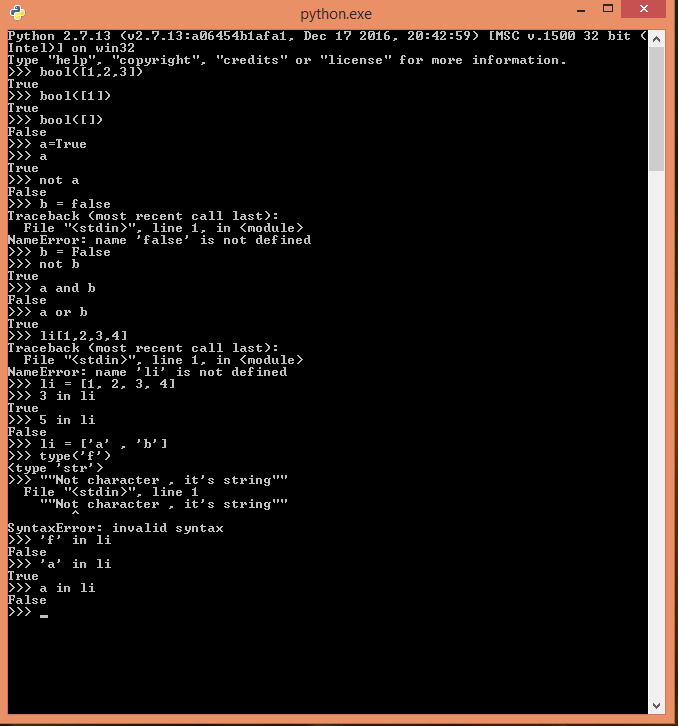 python.exe
Python 2.7.13 (v2.7.13:a06454b1afa1, Dec 17 2016, 20:42:59) [MSC v.1500 32 bit (
Intel)] on win32
Type "help", "copyright", "credits" or "license" for more information.
>>> bool([1,2,3])
True
>>> bool([1])
True
>>> bool([])
False
>>> a=True
>>> a
True
>>> not a
False
>>> b = false
Traceback (most recent call last):
  File "<stdin>", line 1, in <module>
NameError: name 'false' is not defined
>>> b = False
>>> not b
True
>>> a and b
False
>>> a or b
True
>>> li[1,2,3,4]
Traceback (most recent call last):
  File "<stdin>", line 1, in <module>
NameError: name 'li' is not defined
>>> li = [1, 2, 3, 4]
>>> 3 in li
True
>>> 5 in li
False
>>> li = ['a' , 'b']
>>> type('f')
<type 'str'>
>>> ""Not character , it's string""
  File "<stdin>", line 1
    ""Not character , it's string""
        ^
SyntaxError: invalid syntax
>>> 'f' in li
False
>>> 'a' in li
True
>>> a in li
False
>>> _